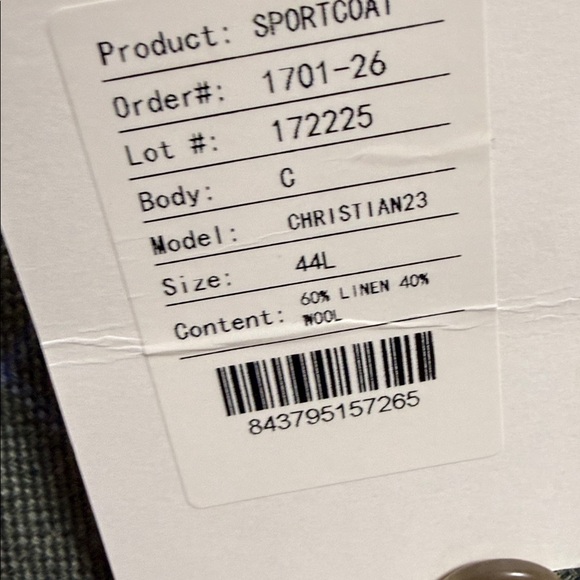 Product: SPORTCOAT
Order#: 1701-26
Lot #: 172225
Body: C
Model: CHRISTIAN23
Size: 44L
Content: 60% LINEN 40%
WOOL
843795157265